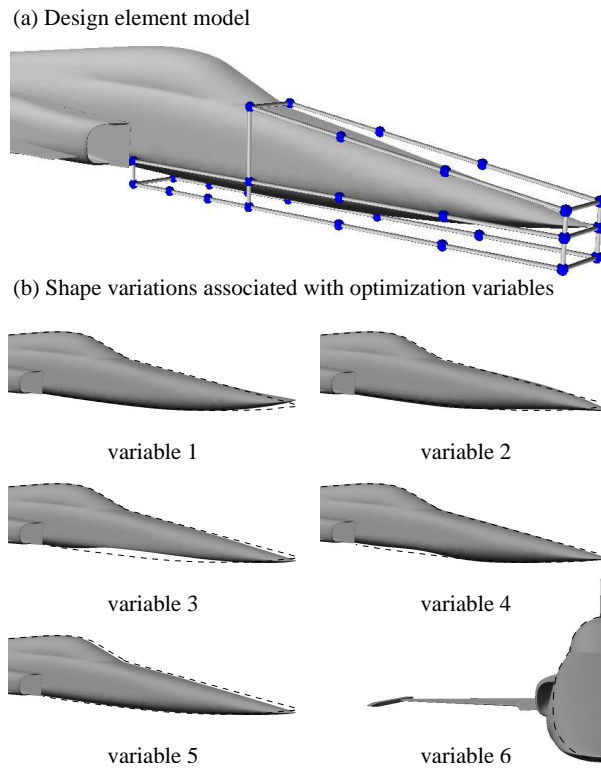 (a) Design element model
(b) Shape variations associated with optimization variables
variable 1
variable 2
variable 3
variable 4
variable 5
variable 6